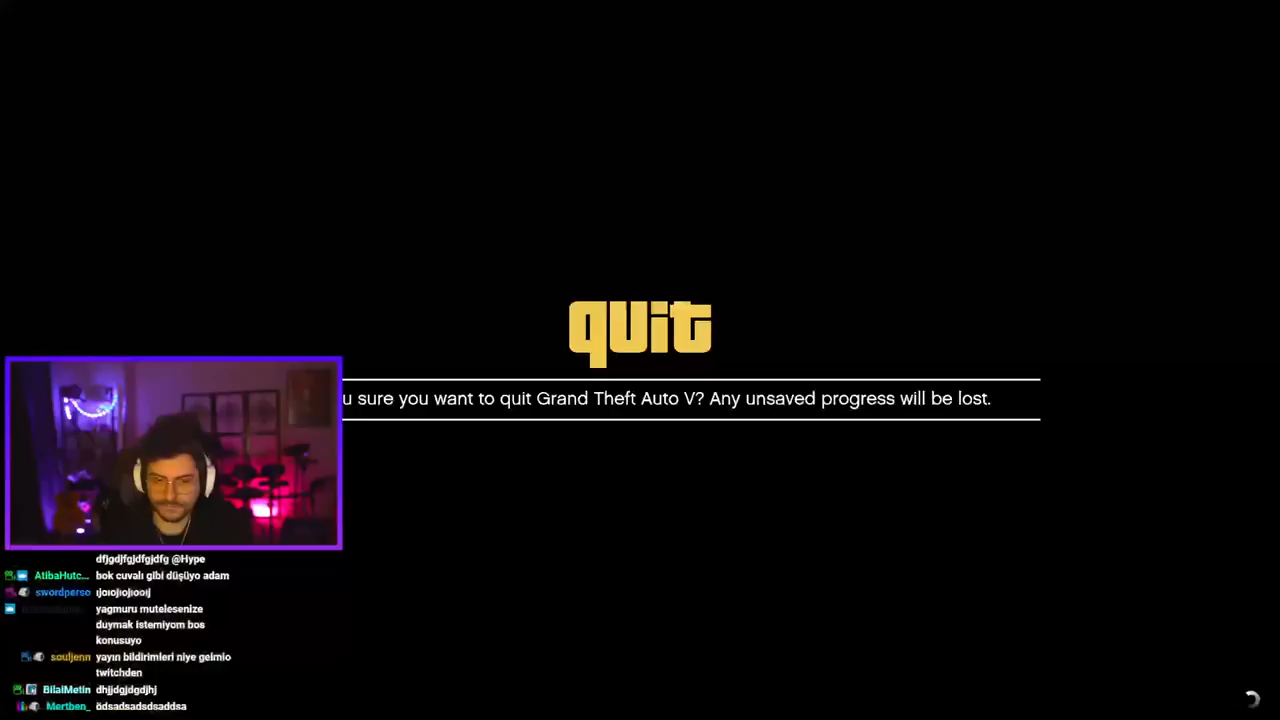 quit
u sure you want to quit Grand Theft Auto V? Any unsaved progress will be lost.
dfjgdjfgjdfgjdfg @Hype
AtibaHutc... bok cuvalı gibi düşüyo adam
swordperso ıjoıojıojıooıj
yagmuru mutelesenize
duymak istemiyom bos
konusuyo
souljenn yayın bildirimleri niye gelmio
twitchden
BilalMetin dhjjdgjdgdjhj
Mertben_ ödsadsadsdsaddsa